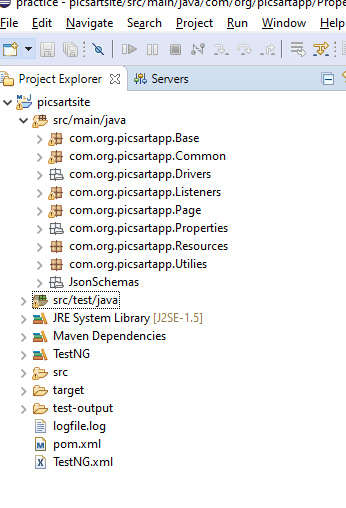 practice - picsartsite/src/main/java/com/org/picsartapp/Prope
File Edit Navigate Search Project Run Window Help
Project Explorer Servers
picsartsite
src/main/java
com.org.picsartapp.Base
com.org.picsartapp.Common
com.org.picsartapp.Drivers
com.org.picsartapp.Listeners
com.org.picsartapp.Page
com.org.picsartapp.Properties
com.org.picsartapp.Resources
com.org.picsartapp.Utilies
JsonSchemas
src/test/java
JRE System Library [J2SE-1.5]
Maven Dependencies
TestNG
src
target
test-output
logfile.log
pom.xml
TestNG.xml